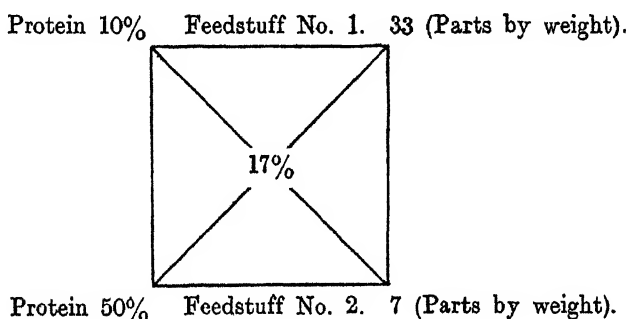 Protein 10% Feedstuff No. 1. 33 (Parts by weight).
17%
Protein 50% Feedstuff No. 2. 7 (Parts by weight).